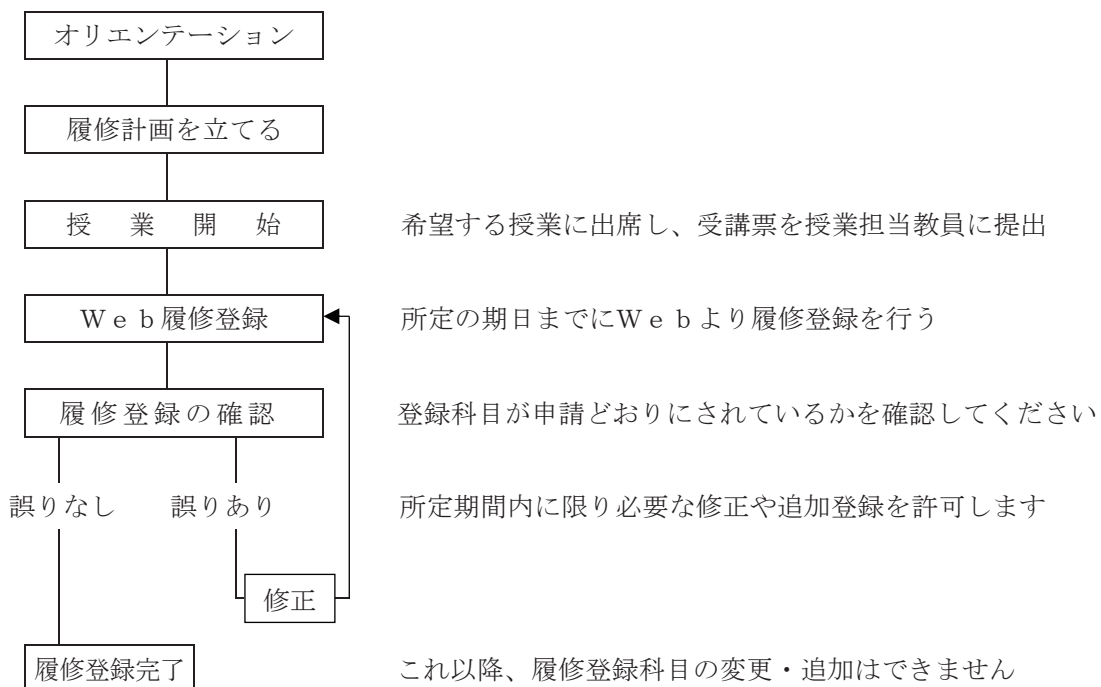 オリエンテーション
履修計画を立てる
授　業　開　始　希望する授業に出席し、受講票を授業担当教員に提出
Ｗｅｂ履修登録　所定の期日までにＷｅｂより履修登録を行う
履修登録の確認　登録科目が申請どおりにされているかを確認してください
誤りなし　誤りあり　所定期間内に限り必要な修正や追加登録を許可します
修正
履修登録完了　これ以降、履修登録科目の変更・追加はできません